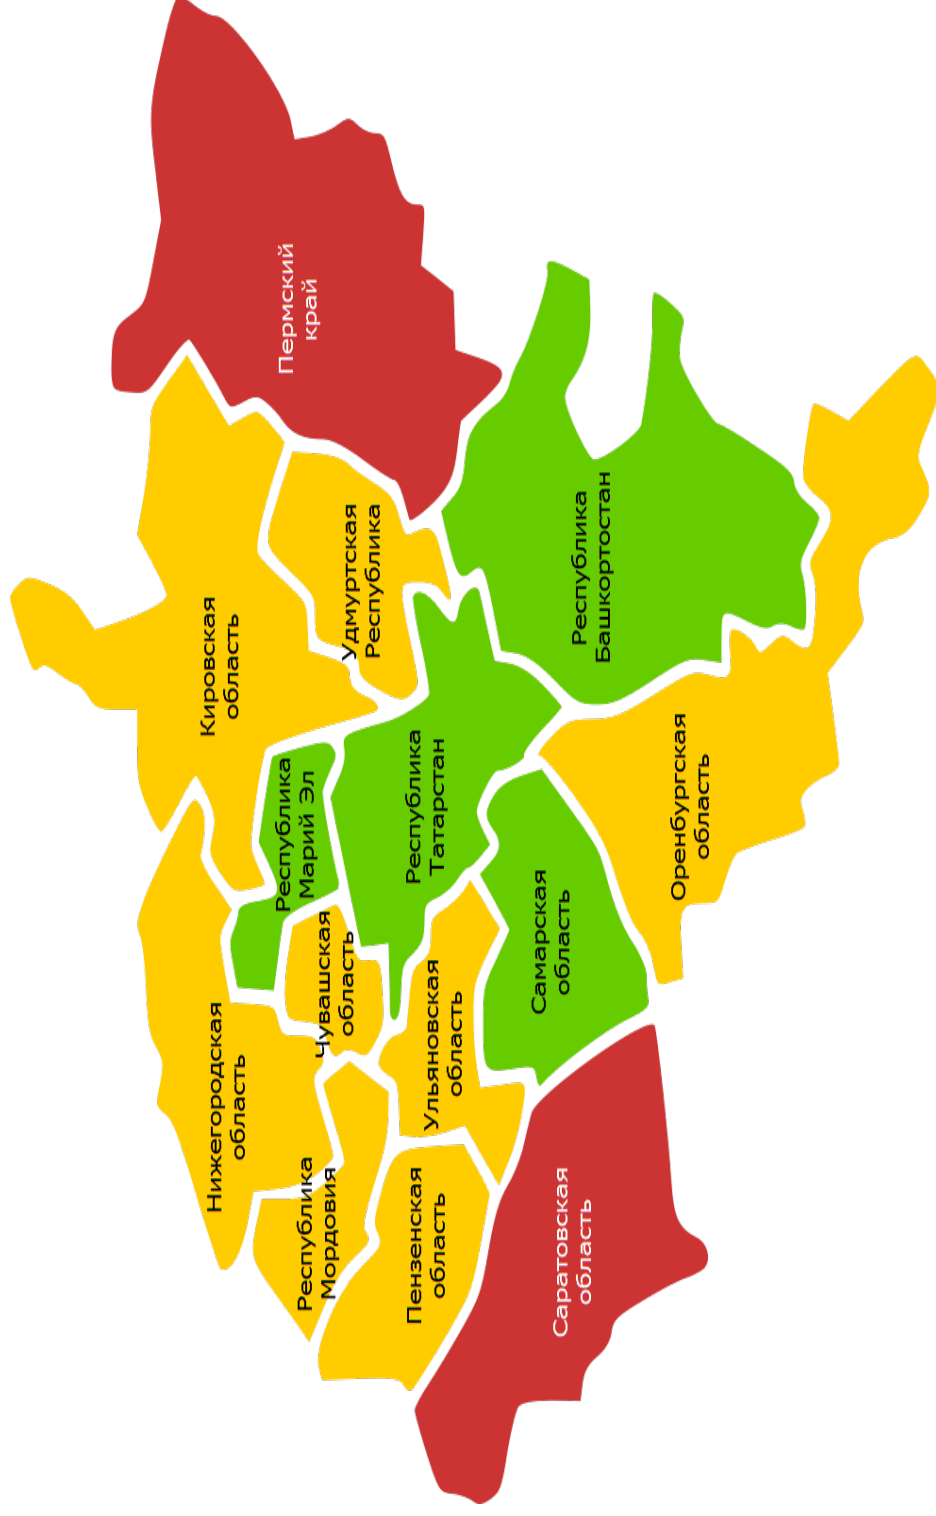 Пермский
край
Кировская
область
Удмуртская
Республика
Республика
Марий Эл
Республика
Татарстан
Республика
Башкортостан
Нижегородская
область
Чувашская
область
Ульяновская
область
Самарская
область
Оренбургская
область
Республика
Мордовия
Пензенская
область
Саратовская
область